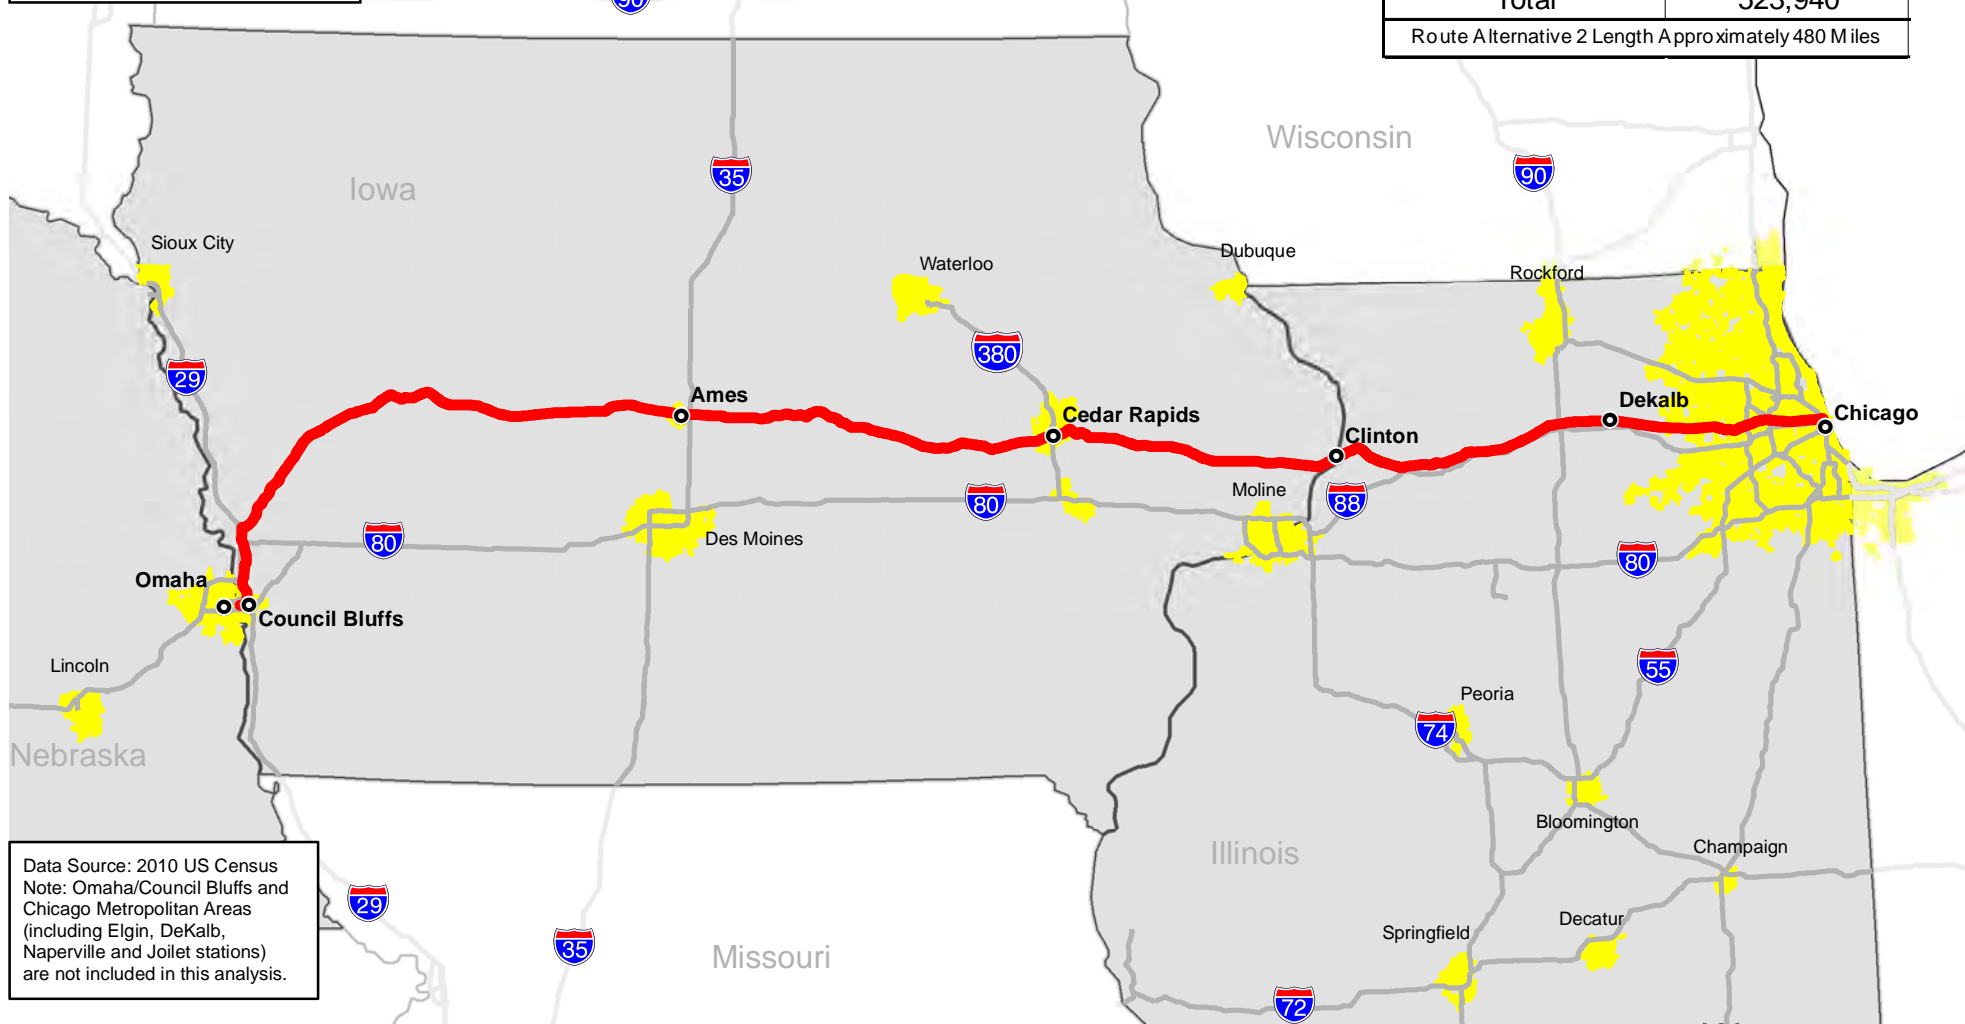 90
Total 523,940
Route Alternative 2 Length Approximately 480 Miles
Wisconsin
35
90
Iowa
Sioux City
Waterloo
Dubuque
Rockford
380
29
Ames
Cedar Rapids
Dekalb
Chicago
Clinton
80
Moline
88
80
Des Moines
80
Omaha
Council Bluffs
Lincoln
55
Peoria
74
Nebraska
Bloomington
Illinois
Champaign
Data Source: 2010 US Census
Note: Omaha/Council Bluffs and
Chicago Metropolitan Areas
(including Elgin, DeKalb,
Naperville and Joilet stations)
are not included in this analysis.
29
35
Missouri
Springfield
Decatur
72